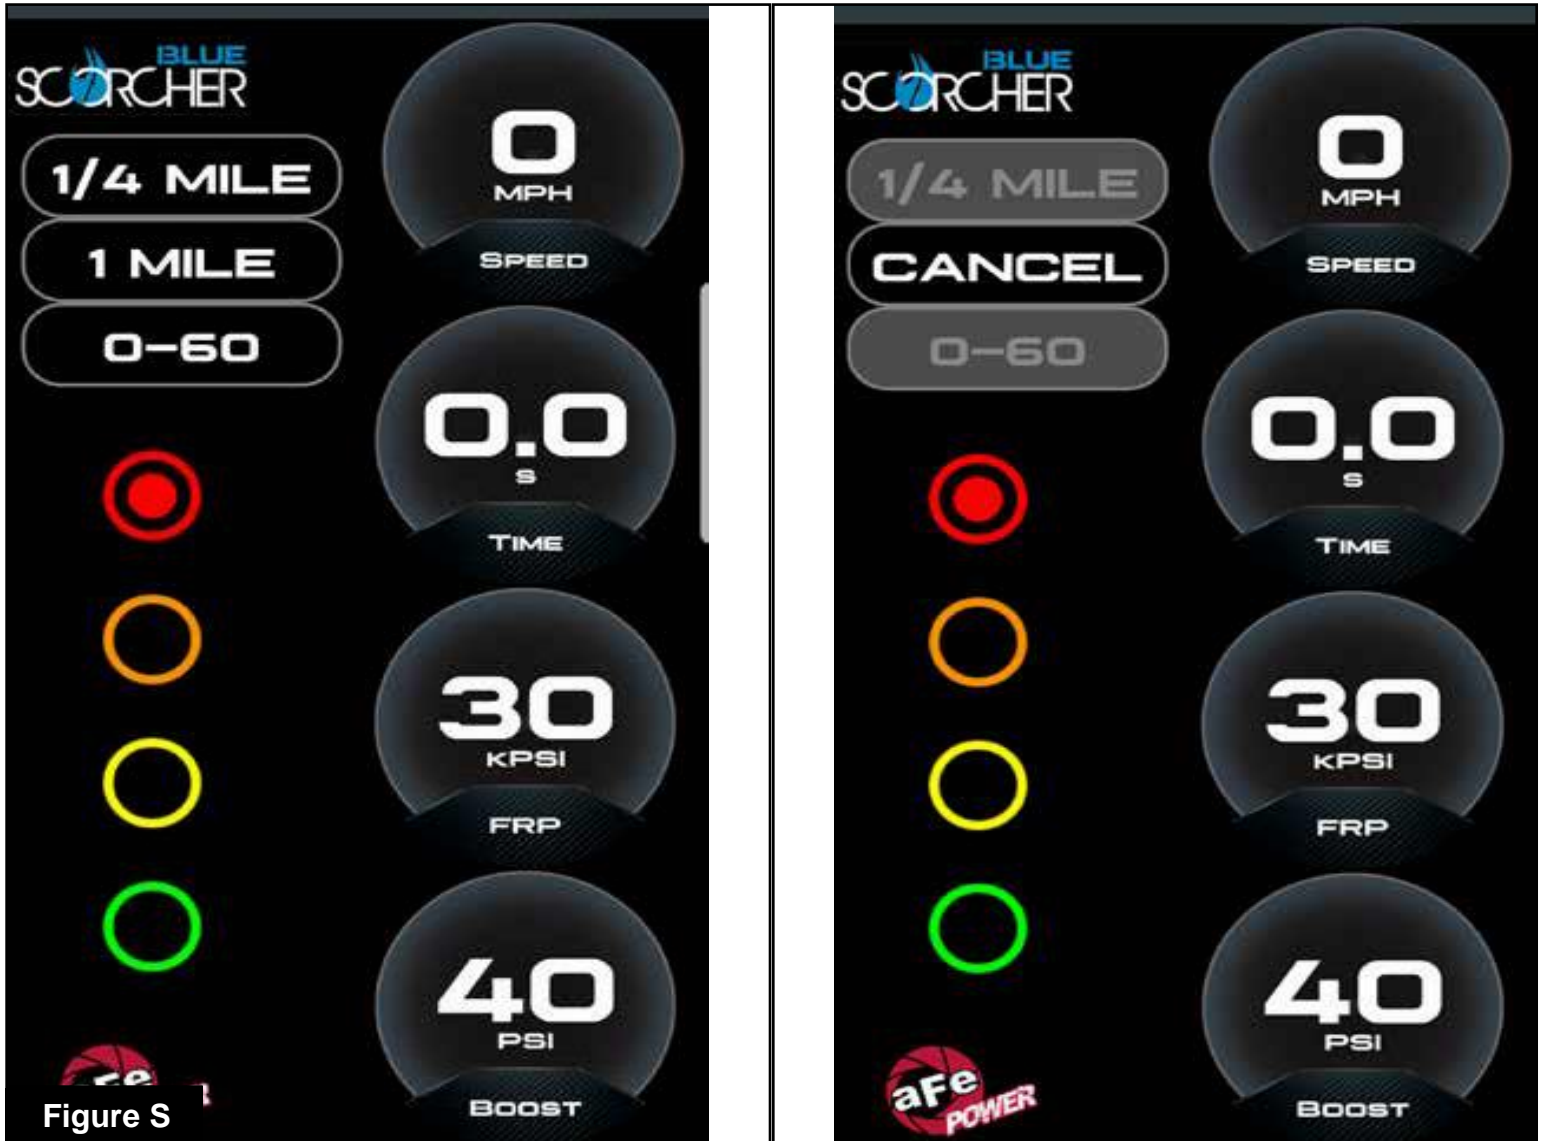 BLUE
SCORCHER
1/4 MILE
1 MILE
0-60
0
MPH
SPEED
0.0
S
TIME
30
KPSI
FRP
40
PSI
BOOST
aFe
Figure S
BLUE
SCORCHER
1/4 MILE
CANCEL
0-60
0
MPH
SPEED
0.0
S
TIME
30
KPSI
FRP
40
PSI
BOOST
aFe
POWER